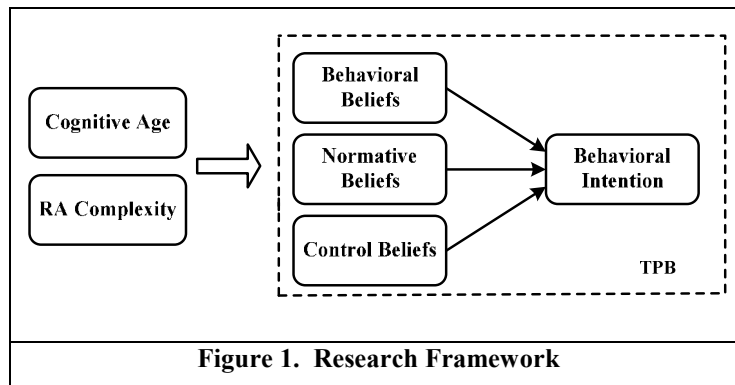 Cognitive Age
RA Complexity
Behavioral
Beliefs
Normative
Beliefs
Control Beliefs
Behavioral
Intention
TPB
Figure 1. Research Framework